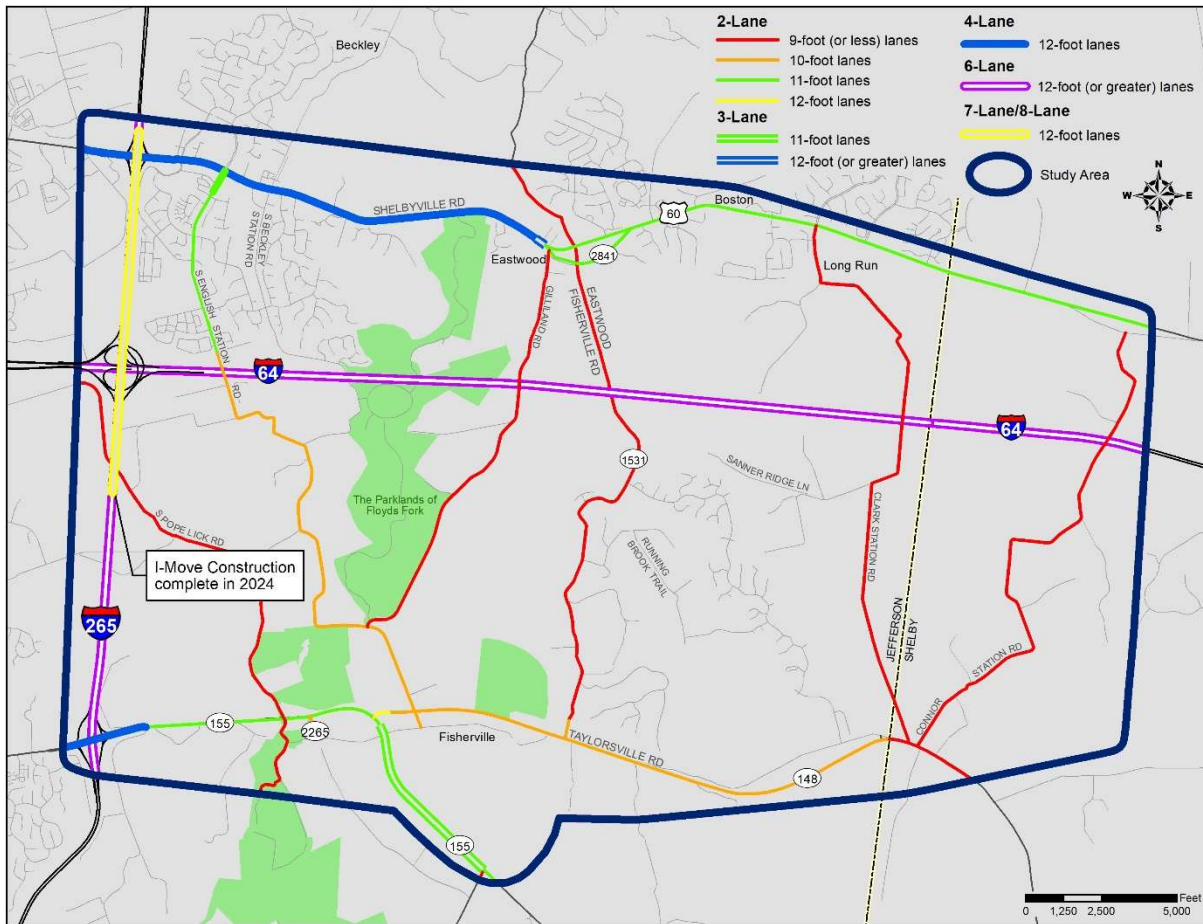 2-Lane
9-foot (or less) lanes
10-foot lanes
11-foot lanes
12-foot lanes
3-Lane
11-foot lanes
12-foot (or greater) lanes
4-Lane
12-foot lanes
6-Lane
12-foot (or greater) lanes
7-Lane/8-Lane
12-foot lanes
Study Area
N
W E
S
Beckley
SHELBYVILLE RD
S BECKLEY
STATION RD
S ENGLISH STATION RD
Eastwood
60
Boston
2841
Long Run
GILLILAND RD
EASTWOOD
FISHERVILLE RD
64
64
1531
SANNER RIDGE LN
The Parklands of
Floyds Fork
S POPE LICK RD
RUNNING
BROOK TRAIL
CLARK STATION RD
I-Move Construction
complete in 2024
265
JEFFERSON
SHELBY
CONNOR STATION RD
155
2265
Fisherville
TAYLORSVILLE RD
148
155
Feet
0 1,250 2,500 5,000